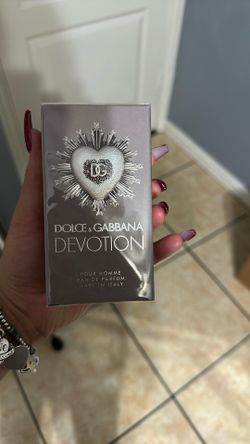 DG
DOLCE & GABBANA
DEVOTION
POUR HOMME
EAU DE PARFUM
MADE IN ITALY